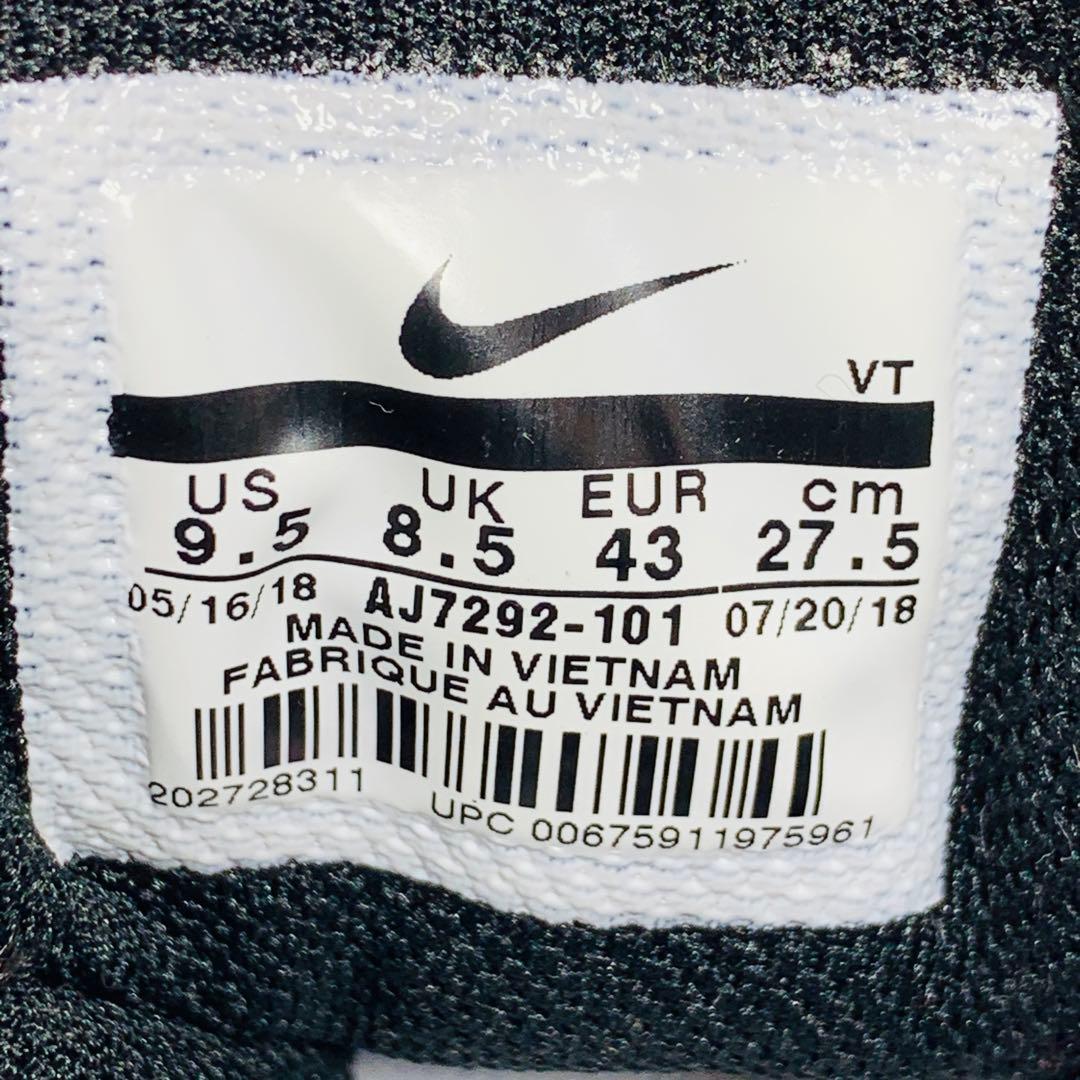 VT
US UK EUR cm
9.5 8.5 43 27.5
05/16/18 AJ7292-101 07/20/18
MADE IN VIETNAM
FABRIQUE AU VIETNAM
202728311 UPC 00675911975961